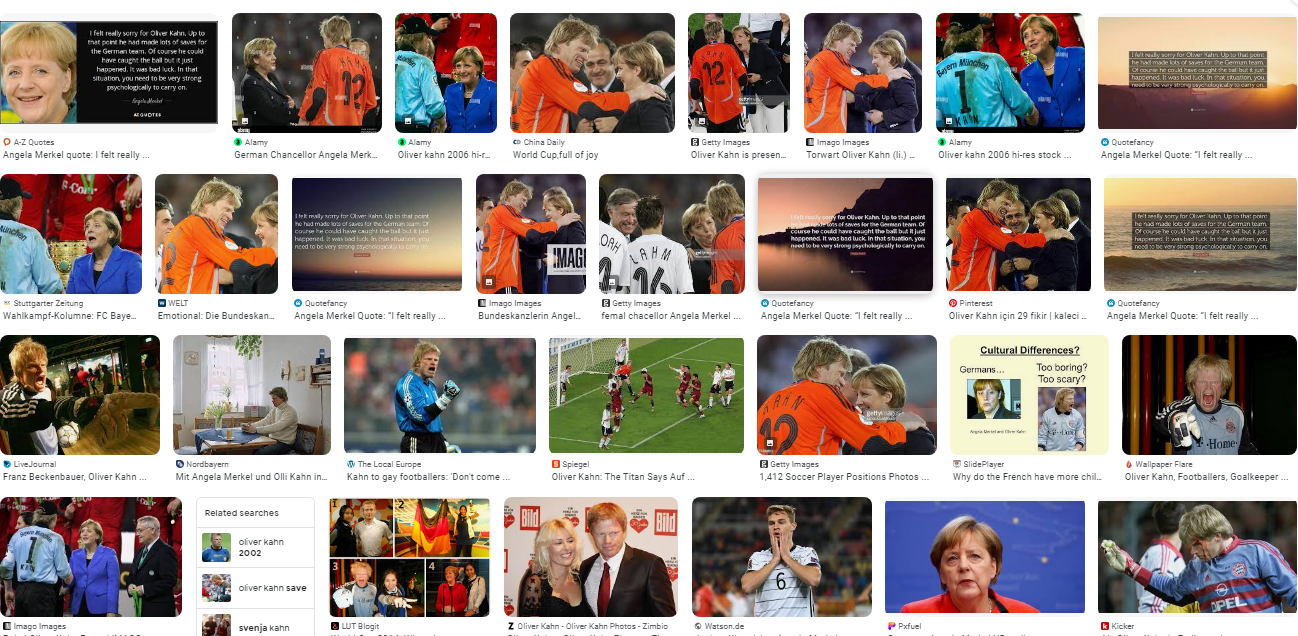 I felt really sorry for Oliver Kahn. Up to
that point he had made lots of saves for
the German team. Of course he could
have caught the ball but it just
happened. It was bad luck. In that
situation, you need to be very strong
psychologically to carry on.
Angela Merkel
AZ QUOTES
A-Z Quotes
Angela Merkel quote: I felt really ...
12
alamy
Alamy
German Chancellor Angela Merk...
alamy
Alamy
Oliver kahn 2006 hi-r...
China Daily
World Cup,full of joy
12
Getty Images
Oliver Kahn is presen...
Imago Images
Torwart Oliver Kahn (li.) ...
Bayern München
1
KAHN
alamy
Alamy
Oliver kahn 2006 hi-res stock ...
I felt really sorry for Oliver Kahn. Up to that point
he had made lots of saves for the German team.
Of course he could have caught the ball but it just
happened. It was bad luck. In that situation, you
need to be very strong psychologically to carry on.
Quotefancy
Angela Merkel Quote: “I felt really ...
München
Stuttgarter Zeitung
Wahlkampf-Kolumne: FC Baye...
WELT
Emotional: Die Bundeskan...
I felt really sorry for Oliver Kahn. Up to that point
he had made lots of saves for the German team. Of
course he could have caught the ball but it just
happened. It was bad luck. In that situation, you
need to be very strong psychologically to carry on.
Quotefancy
Angela Merkel Quote: “I felt really ...
IMAG
Imago Images
Bundeskanzlerin Angel...
LAHM
16
Getty Images
femal chacellor Angela Merkel ...
I felt really sorry for Oliver Kahn. Up to that point
he had made lots of saves for the German team. Of
course he could have caught the ball but it just
happened. It was bad luck. In that situation, you
need to be very strong psychologically to carry on.
Quotefancy
Angela Merkel Quote: “I felt really ...
Pinterest
Oliver Kahn için 29 fikir | kaleci ...
I felt really sorry for Oliver Kahn. Up to that point
he had made lots of saves for the German team.
Of course he could have caught the ball but it just
happened. It was bad luck. In that situation, you
need to be very strong psychologically to carry on.
Quotefancy
Angela Merkel Quote: “I felt really ...
LiveJournal
Franz Beckenbauer, Oliver Kahn ...
Nordbayern
Mit Angela Merkel und Olli Kahn in...
The Local Europe
Kahn to gay footballers: 'Don't come ...
Spiegel
Oliver Kahn: The Titan Says Auf ...
KAHN
12
gettyimages
Getty Images
1,412 Soccer Player Positions Photos ...
Cultural Differences?
Germans...
Too boring?
Too scary?
Angela Merkel and Oliver Kahn
SlidePlayer
Why do the French have more chil...
T · Home
Wallpaper Flare
Oliver Kahn, Footballers, Goalkeeper ...
1
Imago Images
Related searches
oliver kahn
2002
oliver kahn save
svenja kahn
1
2
3
4
LUT Blogit
Bild
Bild
Oliver Kahn - Oliver Kahn Photos - Zimbio
6
Watson.de
Pxfuel
OPEL
Kicker